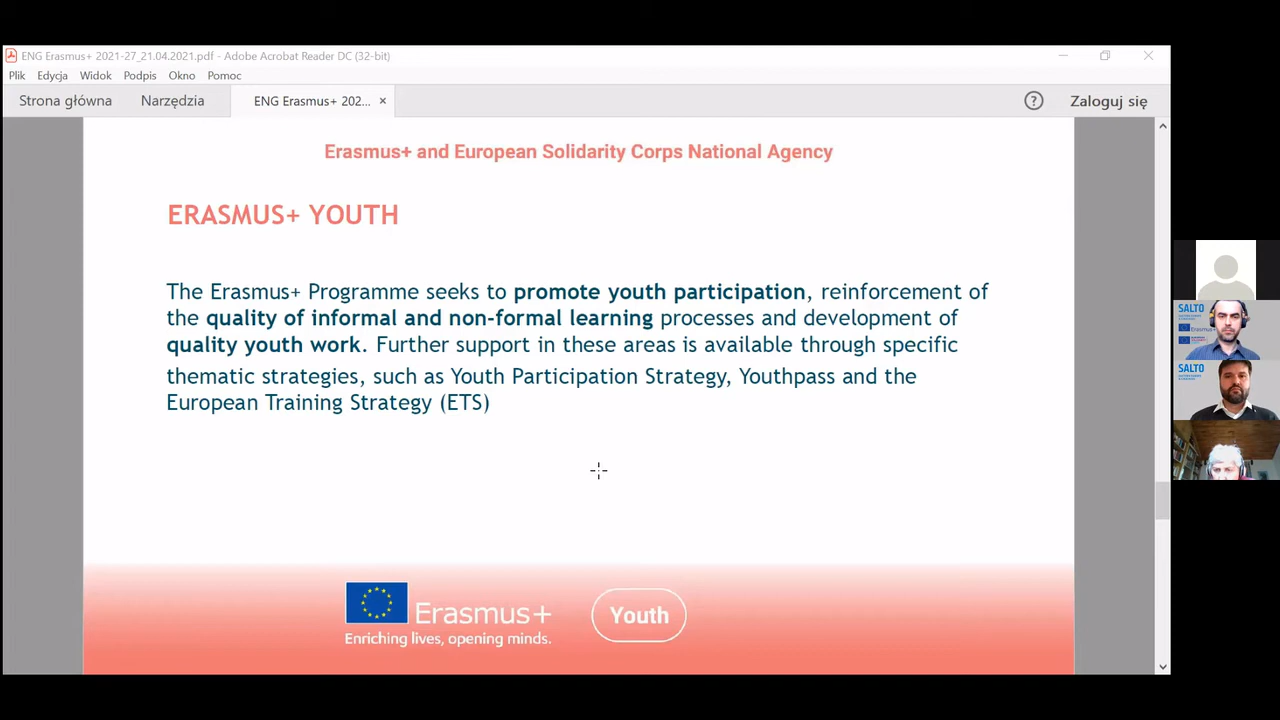 ENG Erasmus+ 2021-27_21.04.2021.pdf - Adobe Acrobat Reader DC (32-bit)
Plik Edycja Widok Podpis Okno Pomoc
Strona główna Narzędzia ENG Erasmus+ 202... × ? Zaloguj się
Erasmus+ and European Solidarity Corps National Agency
ERASMUS+ YOUTH
The Erasmus+ Programme seeks to promote youth participation, reinforcement of
the quality of informal and non-formal learning processes and development of
quality youth work. Further support in these areas is available through specific
thematic strategies, such as Youth Participation Strategy, Youthpass and the
European Training Strategy (ETS)
Erasmus+
Enriching lives, opening minds.
Youth
SALTO
Erasmus+
SALTO